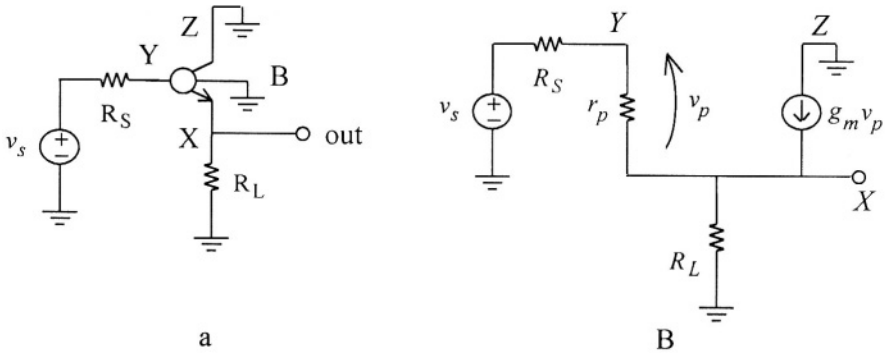 Z
Y
B
R_S
v_s
+
−
X
out
R_L
a
Y
Z
R_S
v_s
+
−
r_p
v_p
g_m v_p
X
R_L
B